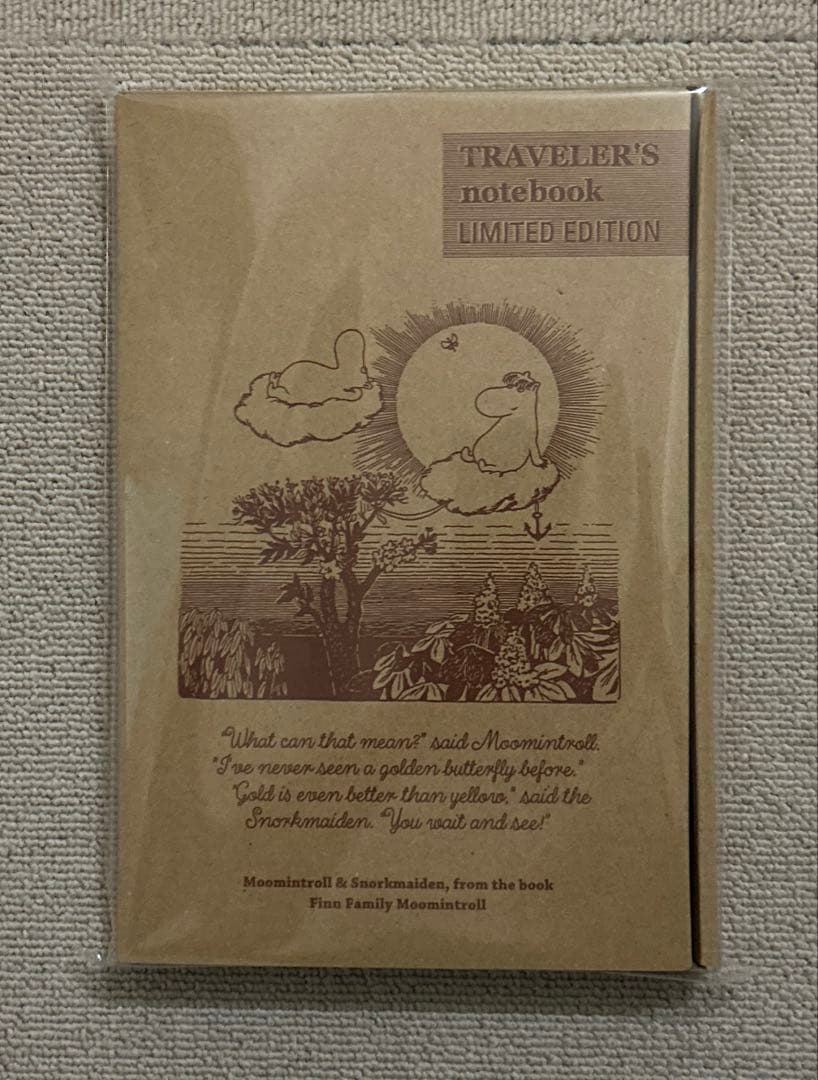 TRAVELER'S
notebook
LIMITED EDITION
"What can that mean?" said Moomintroll.
"I've never seen a golden butterfly before."
"Gold is even better than yellow," said the
Snorkmaiden. "You wait and see!"
Moomintroll & Snorkmaiden, from the book
Finn Family Moomintroll